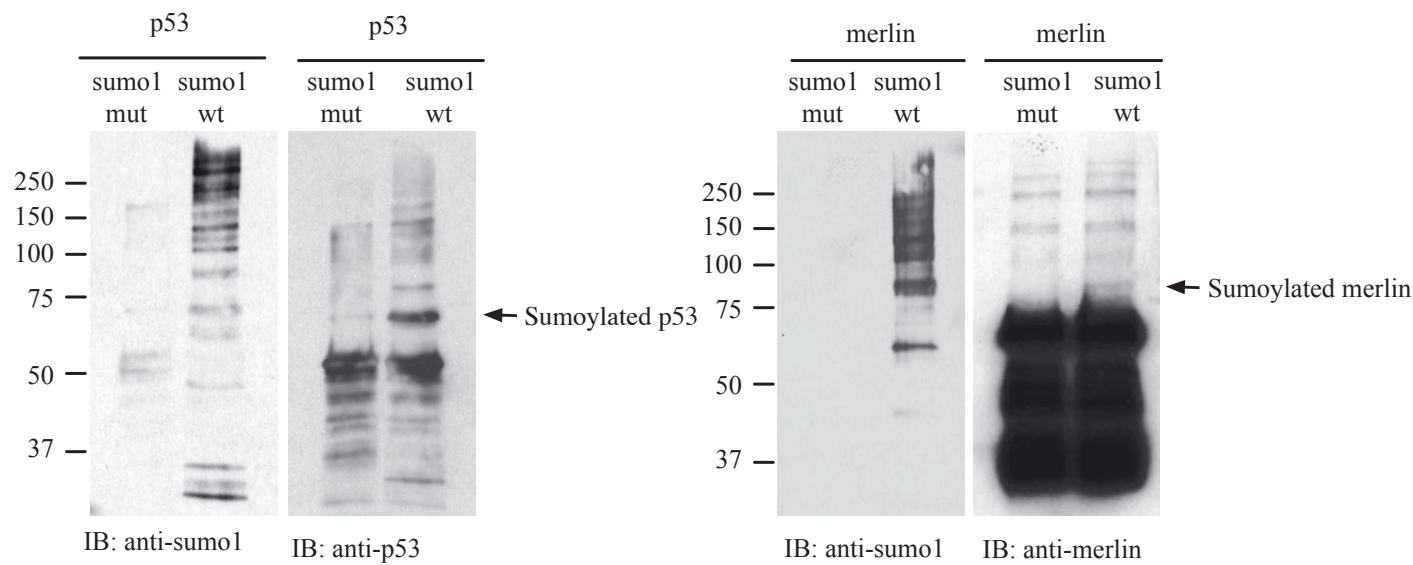 p53
sumo1 sumo1
mut wt
250
150
100
75
50
37
IB: anti-sumo1
p53
sumo1 sumo1
mut wt
Sumoylated p53
IB: anti-p53
merlin
sumo1 sumo1
mut wt
250
150
100
75
50
37
IB: anti-sumo1
merlin
sumo1 sumo1
mut wt
Sumoylated merlin
IB: anti-merlin